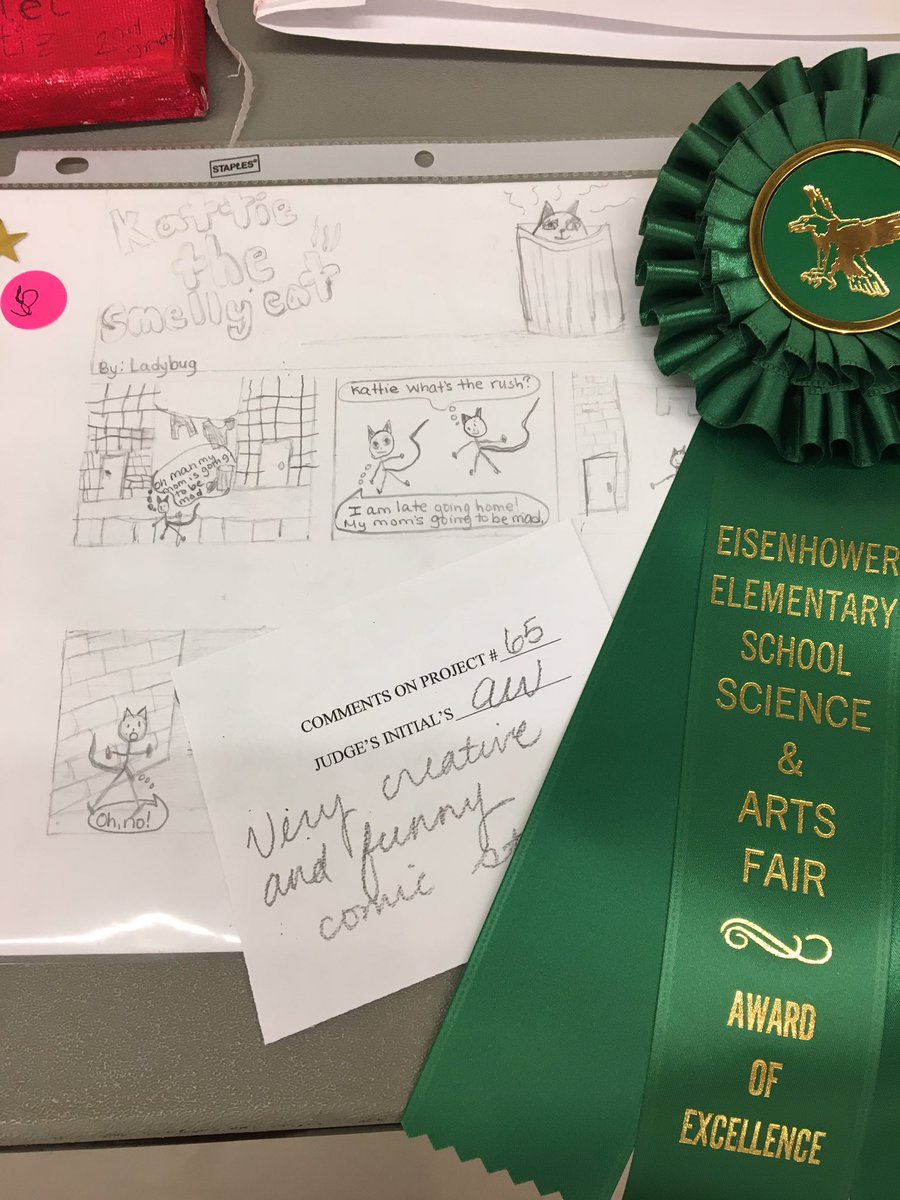 2nd grade
STAPLES
Kattie
the
Smelly cat
By: Ladybug
Oh man my
mom is going
to be
mad
Kattie what's the rush?
I am late going home!
My mom's going to be mad.
Oh, no!
COMMENTS ON PROJECT # 65
JUDGE'S INITIAL'S aw
Very creative
and funny
comic
EISENHOWER
ELEMENTARY
SCHOOL
SCIENCE
&
ARTS
FAIR
AWARD
OF
EXCELLENCE